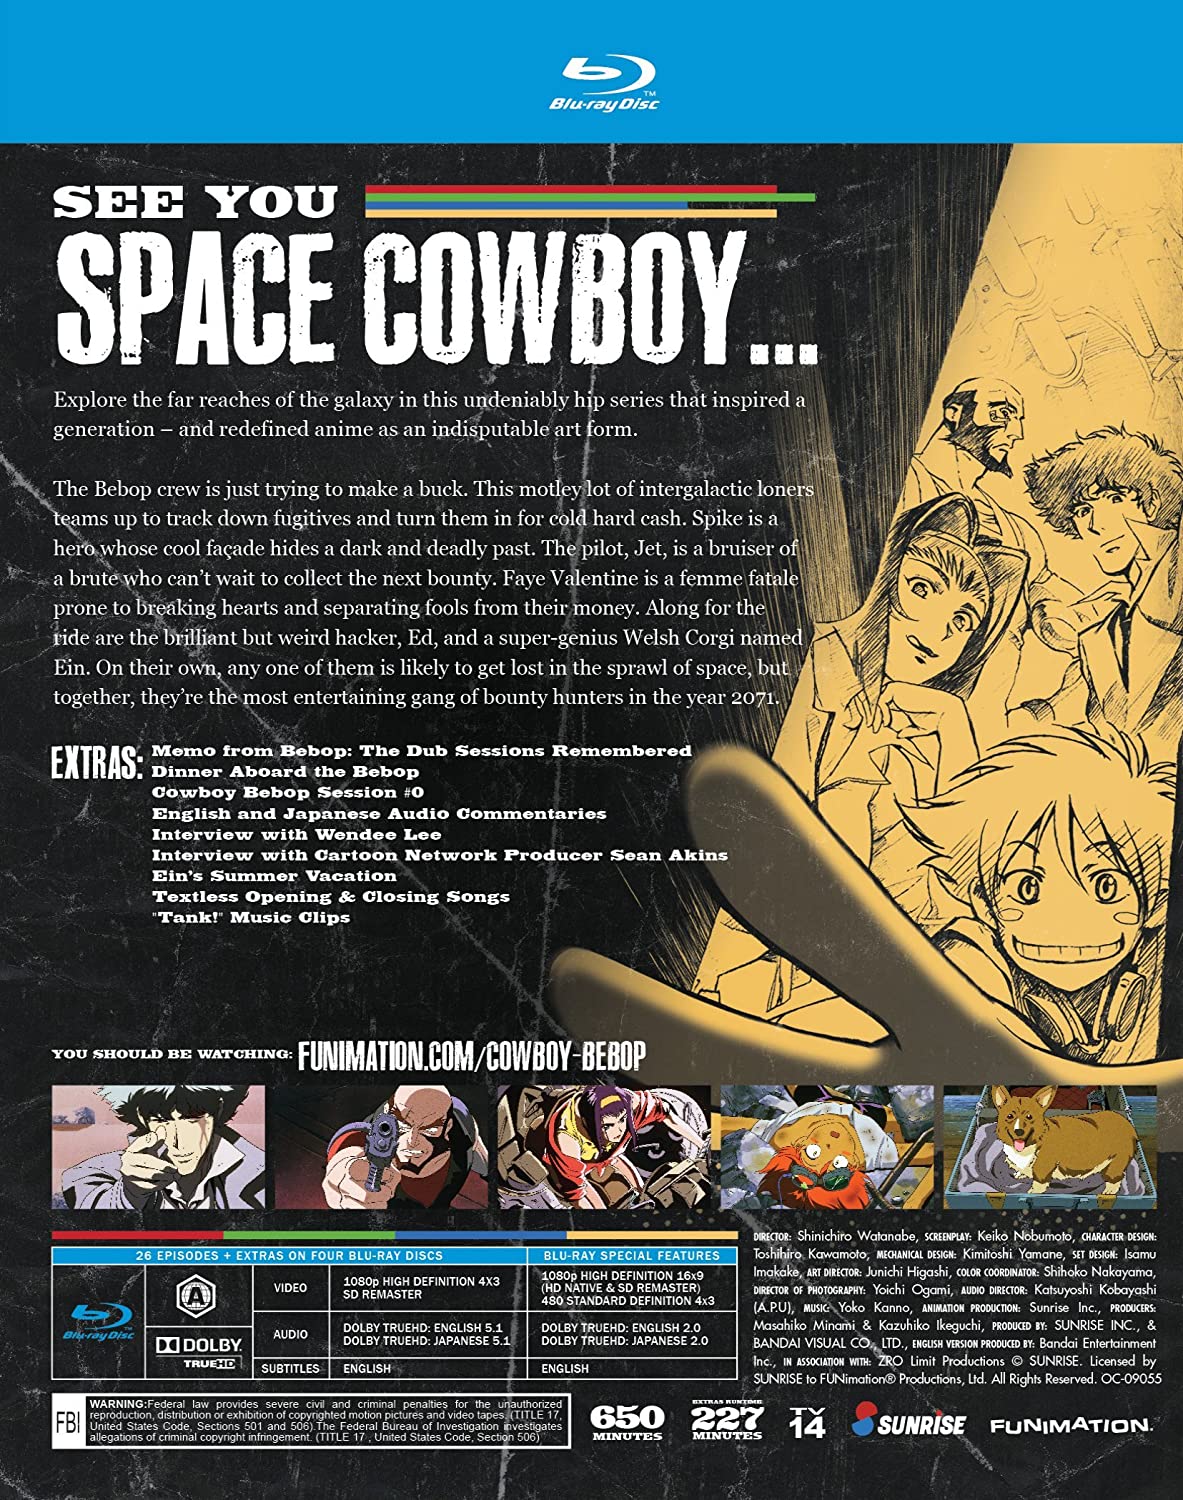 Blu-ray Disc™
SEE YOU
SPACE COWBOY...
Explore the far reaches of the galaxy in this undeniably hip series that inspired a
generation – and redefined anime as an indisputable art form.
The Bebop crew is just trying to make a buck. This motley lot of intergalactic loners
teams up to track down fugitives and turn them in for cold hard cash. Spike is a
hero whose cool façade hides a dark and deadly past. The pilot, Jet, is a bruiser of
a brute who can't wait to collect the next bounty. Faye Valentine is a femme fatale
prone to breaking hearts and separating fools from their money. Along for the
ride are the brilliant but weird hacker, Ed, and a super-genius Welsh Corgi named
Ein. On their own, any one of them is likely to get lost in the sprawl of space, but
together, they're the most entertaining gang of bounty hunters in the year 2071.
EXTRAS:
Memo from Bebop: The Dub Sessions Remembered
Dinner Aboard the Bebop
Cowboy Bebop Session #0
English and Japanese Audio Commentaries
Interview with Wendee Lee
Interview with Cartoon Network Producer Sean Akins
Ein's Summer Vacation
Textless Opening & Closing Songs
"Tank!" Music Clips
YOU SHOULD BE WATCHING: FUNIMATION.COM/COWBOY-BEBOP
26 EPISODES + EXTRAS ON FOUR BLU-RAY DISCS
BLU-RAY SPECIAL FEATURES
Blu-ray Disc
A
DOLBY
TRUEHD
VIDEO
1080p HIGH DEFINITION 4X3
SD REMASTER
1080P HIGH DEFINITION 16x9
(HD NATIVE & SD REMASTER)
480 STANDARD DEFINITION 4x3
AUDIO
DOLBY TRUEHD: ENGLISH 5.1
DOLBY TRUEHD: JAPANESE 5.1
DOLBY TRUEHD: ENGLISH 2.0
DOLBY TRUEHD: JAPANESE 2.0
SUBTITLES
ENGLISH
ENGLISH
DIRECTOR: Shinichiro Watanabe, SCREENPLAY: Keiko Nobumoto, CHARACTER DESIGN:
Toshihiro Kawamoto, MECHANICAL DESIGN: Kimitoshi Yamane, SET DESIGN: Isamu
Imakake, ART DIRECTOR: Junichi Higashi, COLOR COORDINATOR: Shihoko Nakayama,
DIRECTOR OF PHOTOGRAPHY: Yoichi Ogami, AUDIO DIRECTOR: Katsuyoshi Kobayashi
(A.P.U), MUSIC: Yoko Kanno, ANIMATION PRODUCTION: Sunrise Inc., PRODUCERS:
Masahiko Minami & Kazuhiko Ikeguchi, PRODUCED BY: SUNRISE INC., &
BANDAI VISUAL CO., LTD., ENGLISH VERSION PRODUCED BY: Bandai Entertainment
Inc., IN ASSOCIATION WITH: ZRO Limit Productions © SUNRISE. Licensed by
SUNRISE to FUNimation® Productions, Ltd. All Rights Reserved. OC-09055
FBI
WARNING:Federal law provides severe civil and criminal penalties for the unauthorized
reproduction, distribution or exhibition of copyrighted motion pictures and video tapes. (TITLE 17,
United States Code, Sections 501 and 506) The Federal Bureau of Investigation investigates
allegations of criminal copyright infringement. (TITLE 17 , United States Code, Section 506)
650
MINUTES
EXTRAS RUNTIME
227
MINUTES
TV
14
SUNRISE
FUNIMATION.